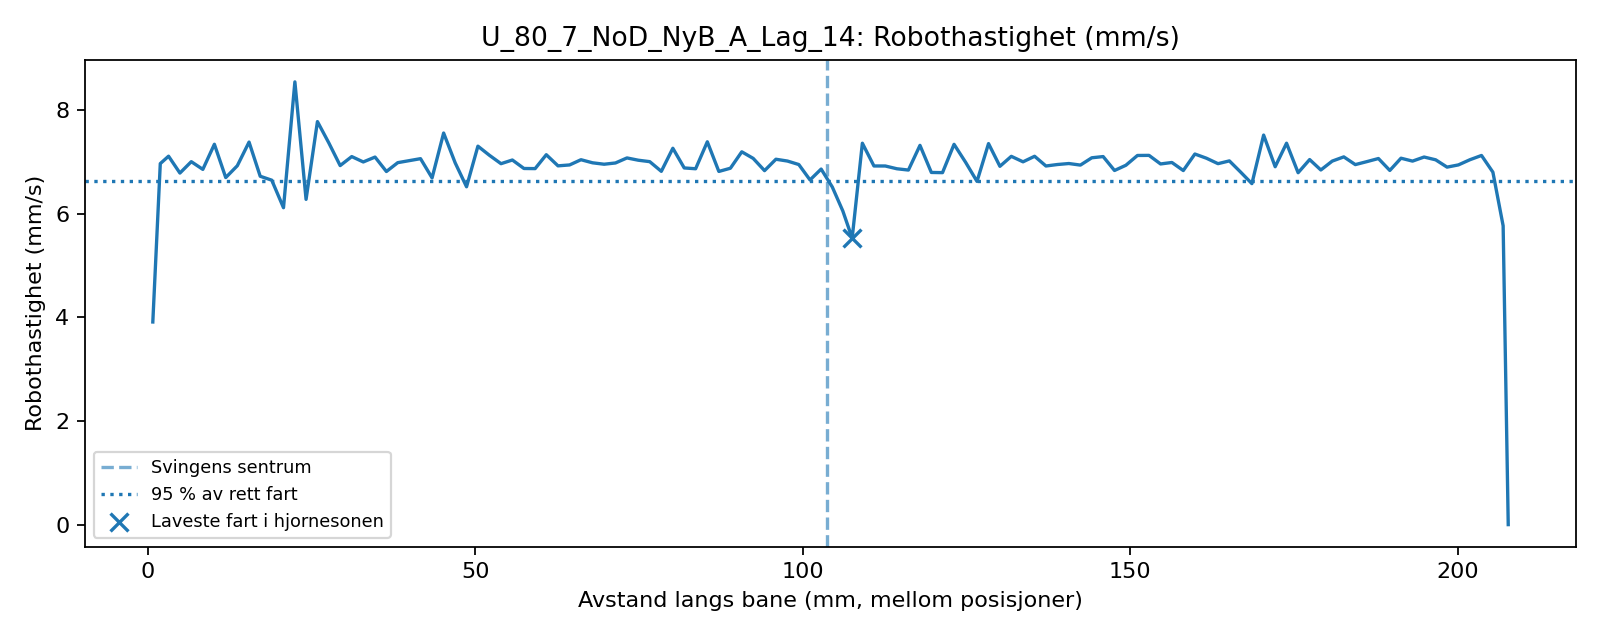 U_80_7_NoD_NyB_A_Lag_14: Robothastighet (mm/s)
Robothastighet (mm/s)
8
6
4
2
0
Svingens sentrum
95 % av rett fart
Laveste fart i hjornesonen
0
50
100
150
200
Avstand langs bane (mm, mellom posisjoner)